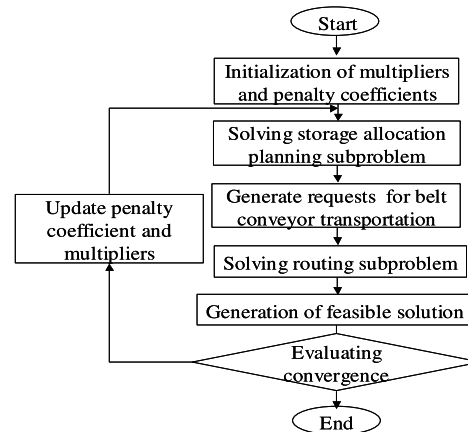 Start
Initialization of multipliers
and penalty coefficients
Solving storage allocation
planning subproblem
Generate requests for belt
conveyor transportation
Update penalty
coefficient and
multipliers
Solving routing subproblem
Generation of feasible solution
Evaluating
convergence
End